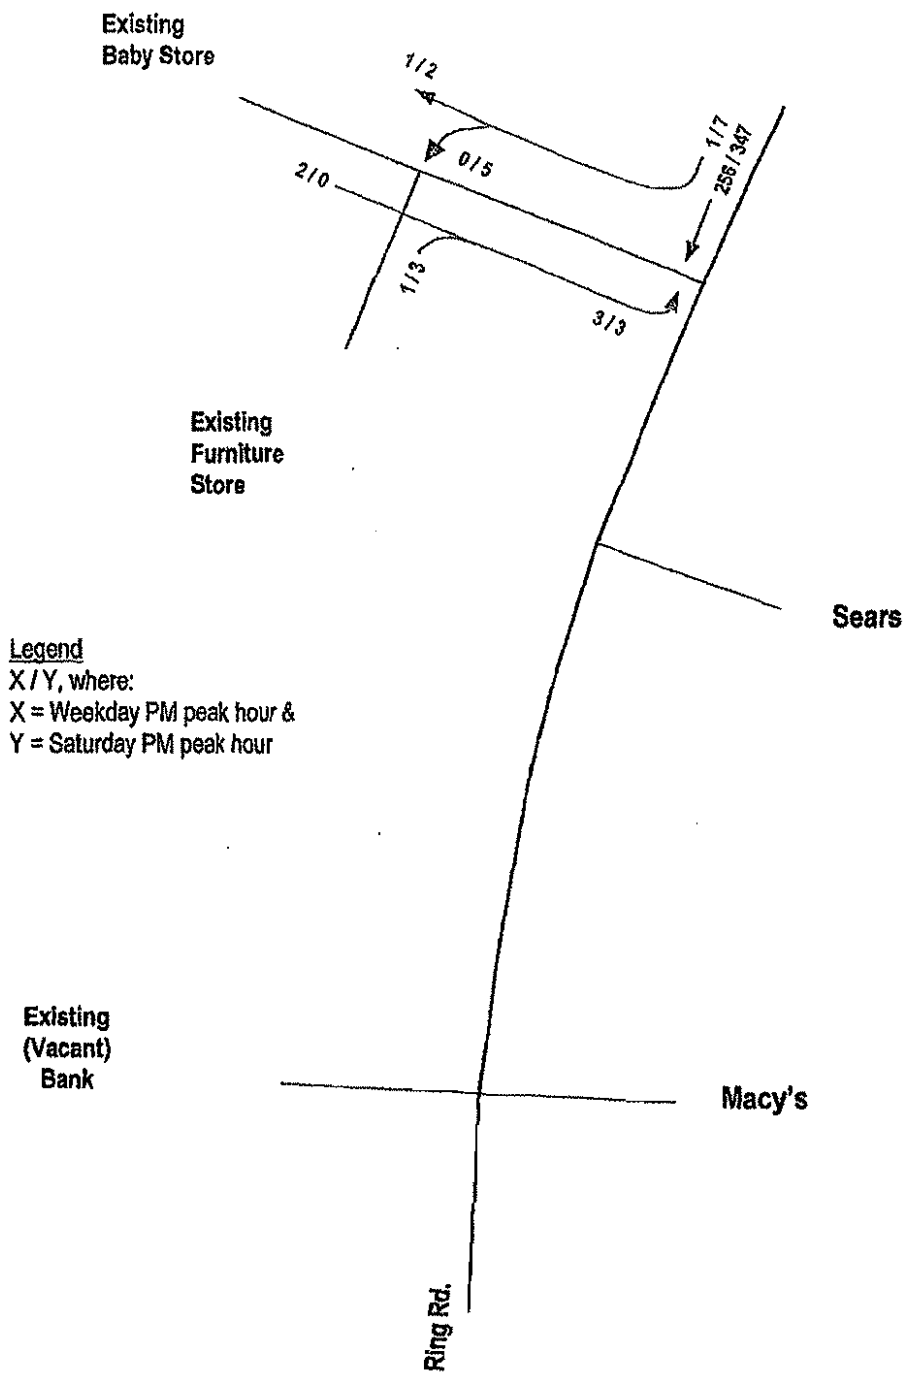 Existing
Baby Store
1/2
1/7
256/347
0/5
2/0
1/3
3/3
Existing
Furniture
Store
Sears
Legend
X / Y, where:
X = Weekday PM peak hour &
Y = Saturday PM peak hour
Existing
(Vacant)
Bank
Macy's
Ring Rd.